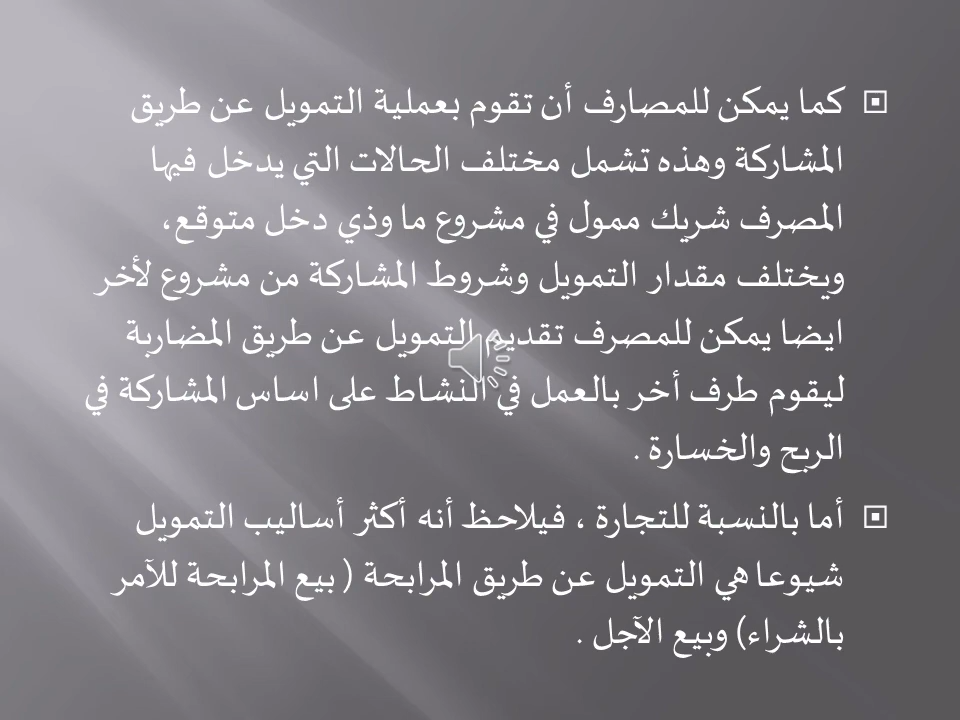 كما يمكن للمصارف أن تقوم بعملية التمويل عن طريق
المشاركة وهذه تشمل مختلف الحالات التي يدخل فيها
المصرف شريك ممول في مشروع ما وذي دخل متوقع،
ويختلف مقدار التمويل وشروط المشاركة من مشروع لأخر
ايضا يمكن للمصرف تقديم التمويل عن طريق المضاربة
ليقوم طرف أخر بالعمل في النشاط على اساس المشاركة في
الربح والخسارة .
أما بالنسبة للتجارة ، فيلاحظ أنه أكثر أساليب التمويل
شيوعا هي التمويل عن طريق المرابحة ( بيع المرابحة للآمر
بالشراء) وبيع الآجل .